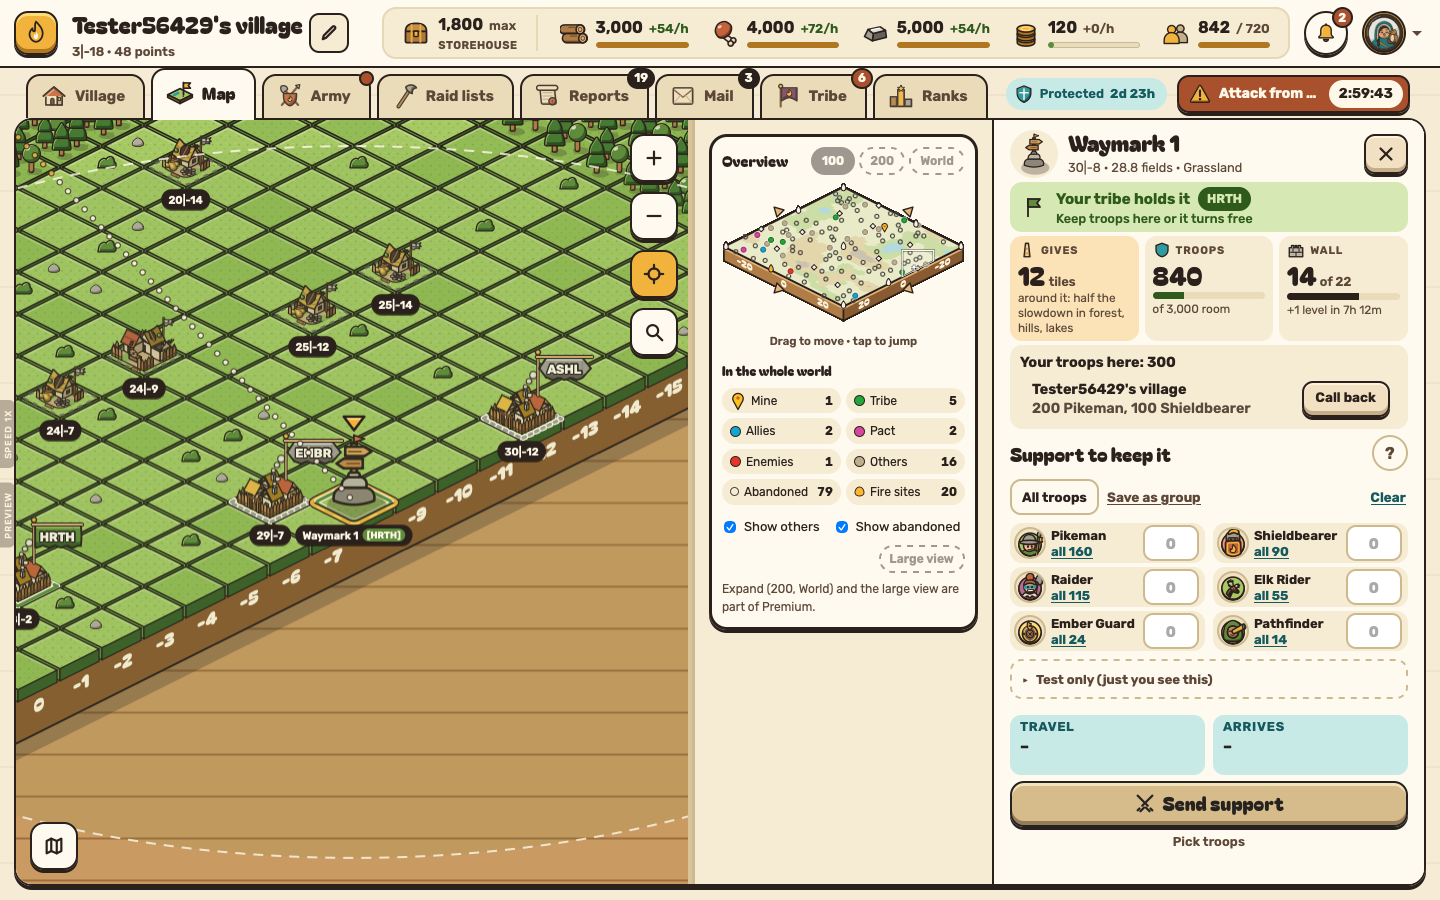 Tester56429's village
3|-18 · 48 points
1,800 max
STOREHOUSE
3,000 +54/h
4,000 +72/h
5,000 +54/h
120 +0/h
842 / 720
2
Village
Map
Army
Raid lists
Reports
19
Mail
3
Tribe
6
Ranks
Protected 2d 23h
Attack from ...
2:59:43
20|-14
25|-14
25|-12
24|-9
24|-7
ASHL
30|-12
EMBR
29|-7
Waymark 1 [HRTH]
HRTH
|-2
0
-1
-2
-3
-4
-5
-6
-7
-9
-10
-11
-13
-14
-15
SPEED 1X
PREVIEW
Overview
100
200
World
-20
0
20
20
0
-20
Drag to move · tap to jump
In the whole world
Mine 1
Tribe 5
Allies 2
Pact 2
Enemies 1
Others 16
Abandoned 79
Fire sites 20
Show others
Show abandoned
Large view
Expand (200, World) and the large view are
part of Premium.
Waymark 1
30|-8 · 28.8 fields · Grassland
Your tribe holds it HRTH
Keep troops here or it turns free
GIVES
12 tiles
around it: half the
slowdown in forest,
hills, lakes
TROOPS
840
of 3,000 room
WALL
14 of 22
+1 level in 7h 12m
Your troops here: 300
Tester56429's village
200 Pikeman, 100 Shieldbearer
Call back
Support to keep it
?
All troops
Save as group
Clear
Pikeman
all 160
0
Shieldbearer
all 90
0
Raider
all 115
0
Elk Rider
all 55
0
Ember Guard
all 24
0
Pathfinder
all 14
0
Test only (just you see this)
TRAVEL
–
ARRIVES
–
Send support
Pick troops